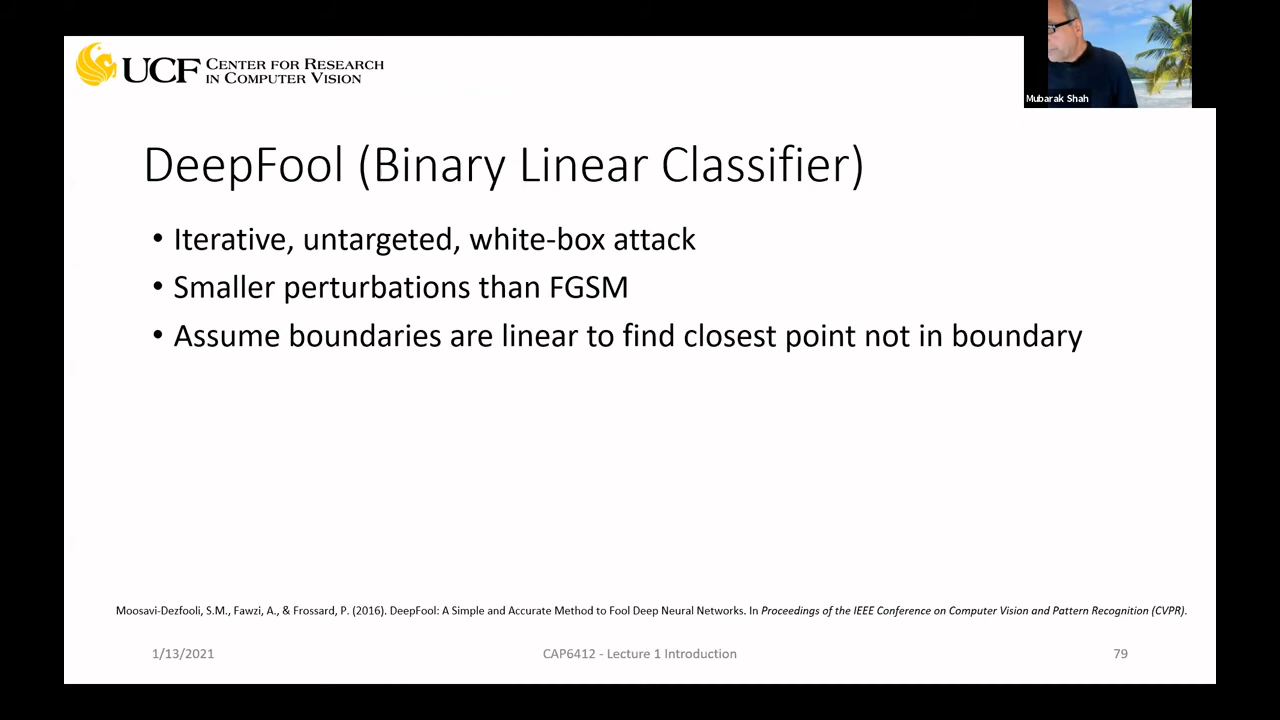 UCF CENTER FOR RESEARCH
IN COMPUTER VISION
Mubarak Shah
DeepFool (Binary Linear Classifier)
• Iterative, untargeted, white-box attack
• Smaller perturbations than FGSM
• Assume boundaries are linear to find closest point not in boundary
Moosavi-Dezfooli, S.M., Fawzi, A., & Frossard, P. (2016). DeepFool: A Simple and Accurate Method to Fool Deep Neural Networks. In Proceedings of the IEEE Conference on Computer Vision and Pattern Recognition (CVPR).
1/13/2021 CAP6412 - Lecture 1 Introduction 79